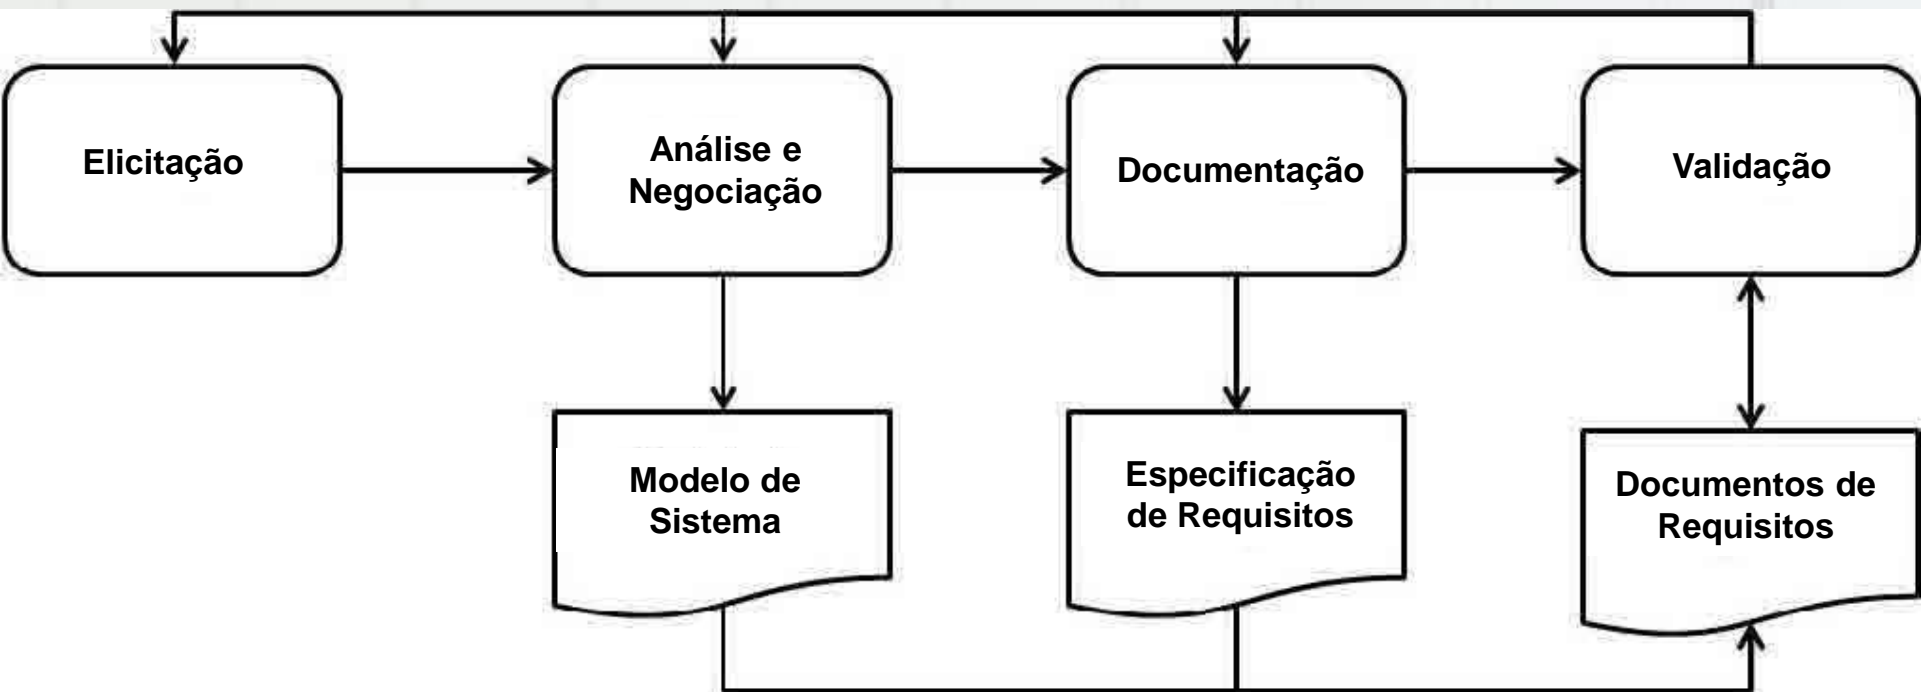 Elicitação
Análise e
Negociação
Documentação
Validação
Modelo de
Sistema
Especificação
de Requisitos
Documentos de
Requisitos